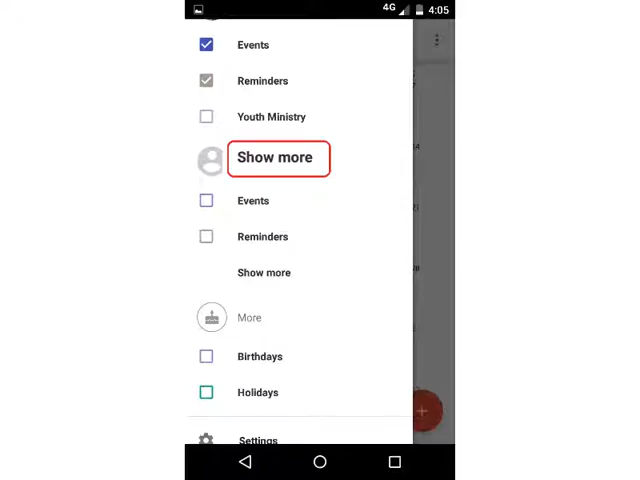 4G 4:05
Events
Reminders
Youth Ministry
Show more
Events
Reminders
Show more
More
Birthdays
Holidays
Settings